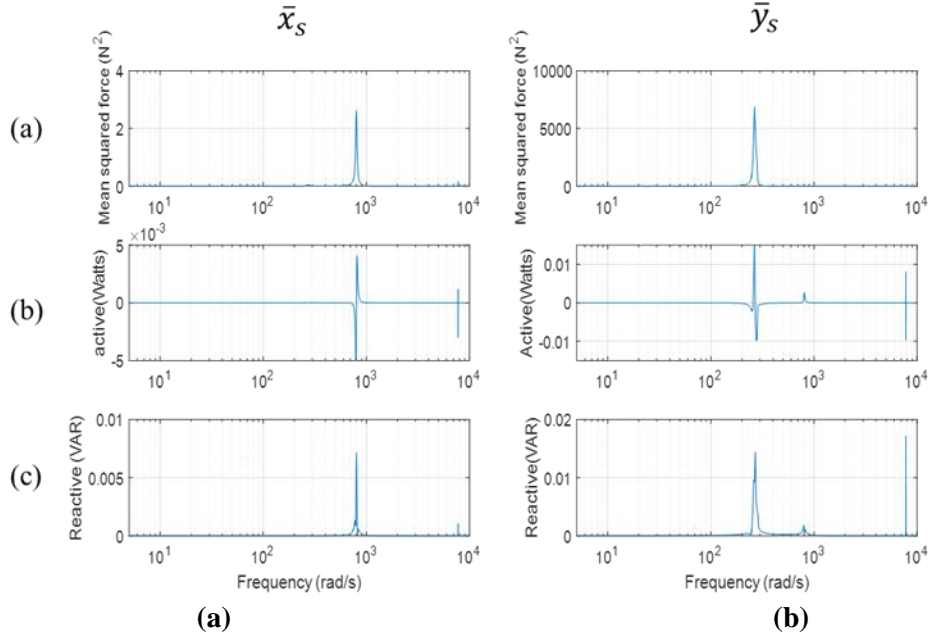 x̄ₛ
ȳₛ
(a)
Mean squared force (N²)
4
2
0
10¹
10²
10³
10⁴
Mean squared force (N²)
10000
5000
0
10¹
10²
10³
10⁴
(b)
×10⁻³
active(Watts)
5
0
-5
10¹
10²
10³
10⁴
Active(Watts)
0.01
0
-0.01
10¹
10²
10³
10⁴
(c)
Reactive (VAR)
0.01
0.005
0
10¹
10²
10³
10⁴
Frequency (rad/s)
Reactive(VAR)
0.02
0.01
0
10¹
10²
10³
10⁴
Frequency (rad/s)
(a)
(b)